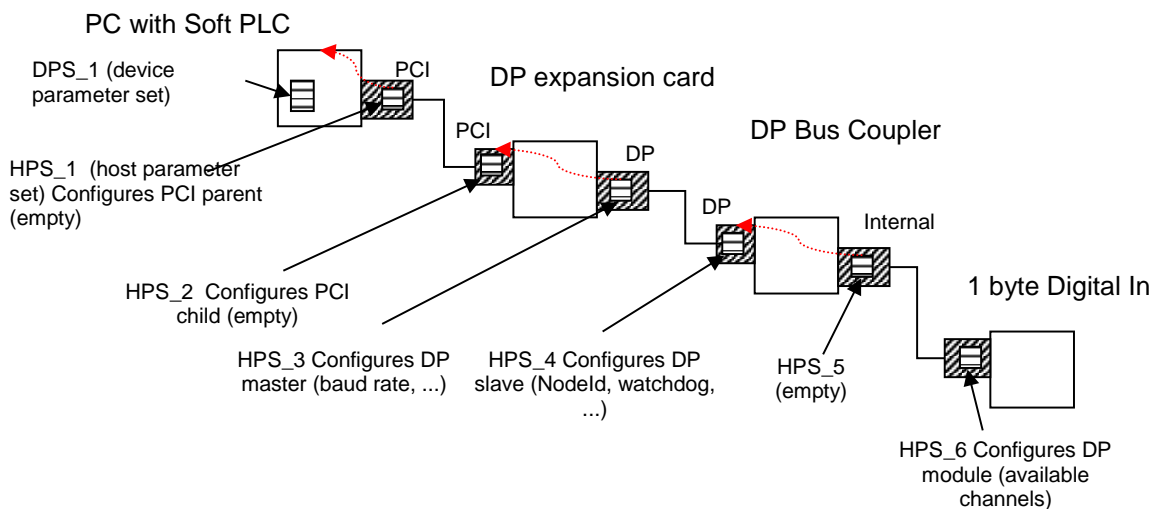 PC with Soft PLC
DPS_1 (device
parameter set)
PCI
DP expansion card
HPS_1 (host parameter
set) Configures PCI parent
(empty)
PCI
DP
DP Bus Coupler
DP
Internal
HPS_2 Configures PCI
child (empty)
1 byte Digital In
HPS_3 Configures DP
master (baud rate, ...)
HPS_4 Configures DP
slave (NodeId, watchdog,
...)
HPS_5
(empty)
HPS_6 Configures DP
module (available
channels)